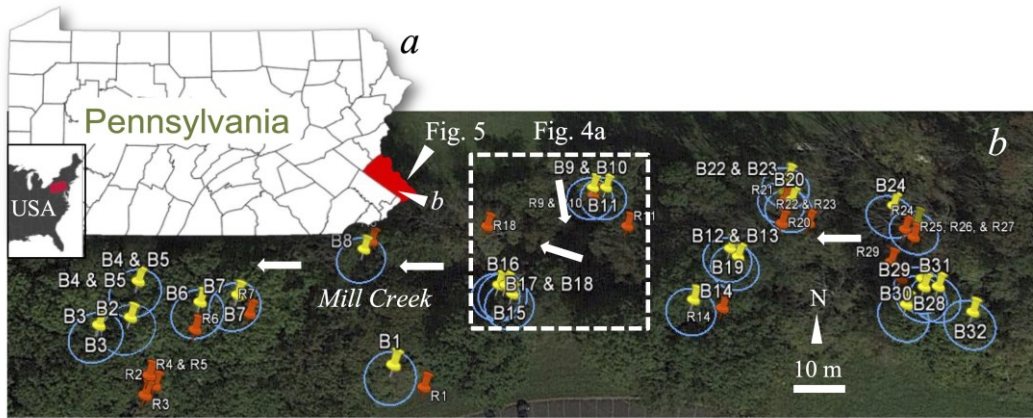 a
Pennsylvania
USA
Fig. 5
b
Fig. 4a
b
B9 & B10
B11
R9 & 10
R18
B22 & B23
B20
R21
R22 & R23
R20
B24
R24
R25, R26, & R27
R29
B8
B4 & B5
B4 & B5
B7
B6
R7
B7
R6
B2
B3
B3
Mill Creek
B16
B17 & B18
B15
B12 & B13
B19
B14
R14
B29
B31
B30
B28
B32
N
10 m
R4 & R5
R2
R3
B1
R1